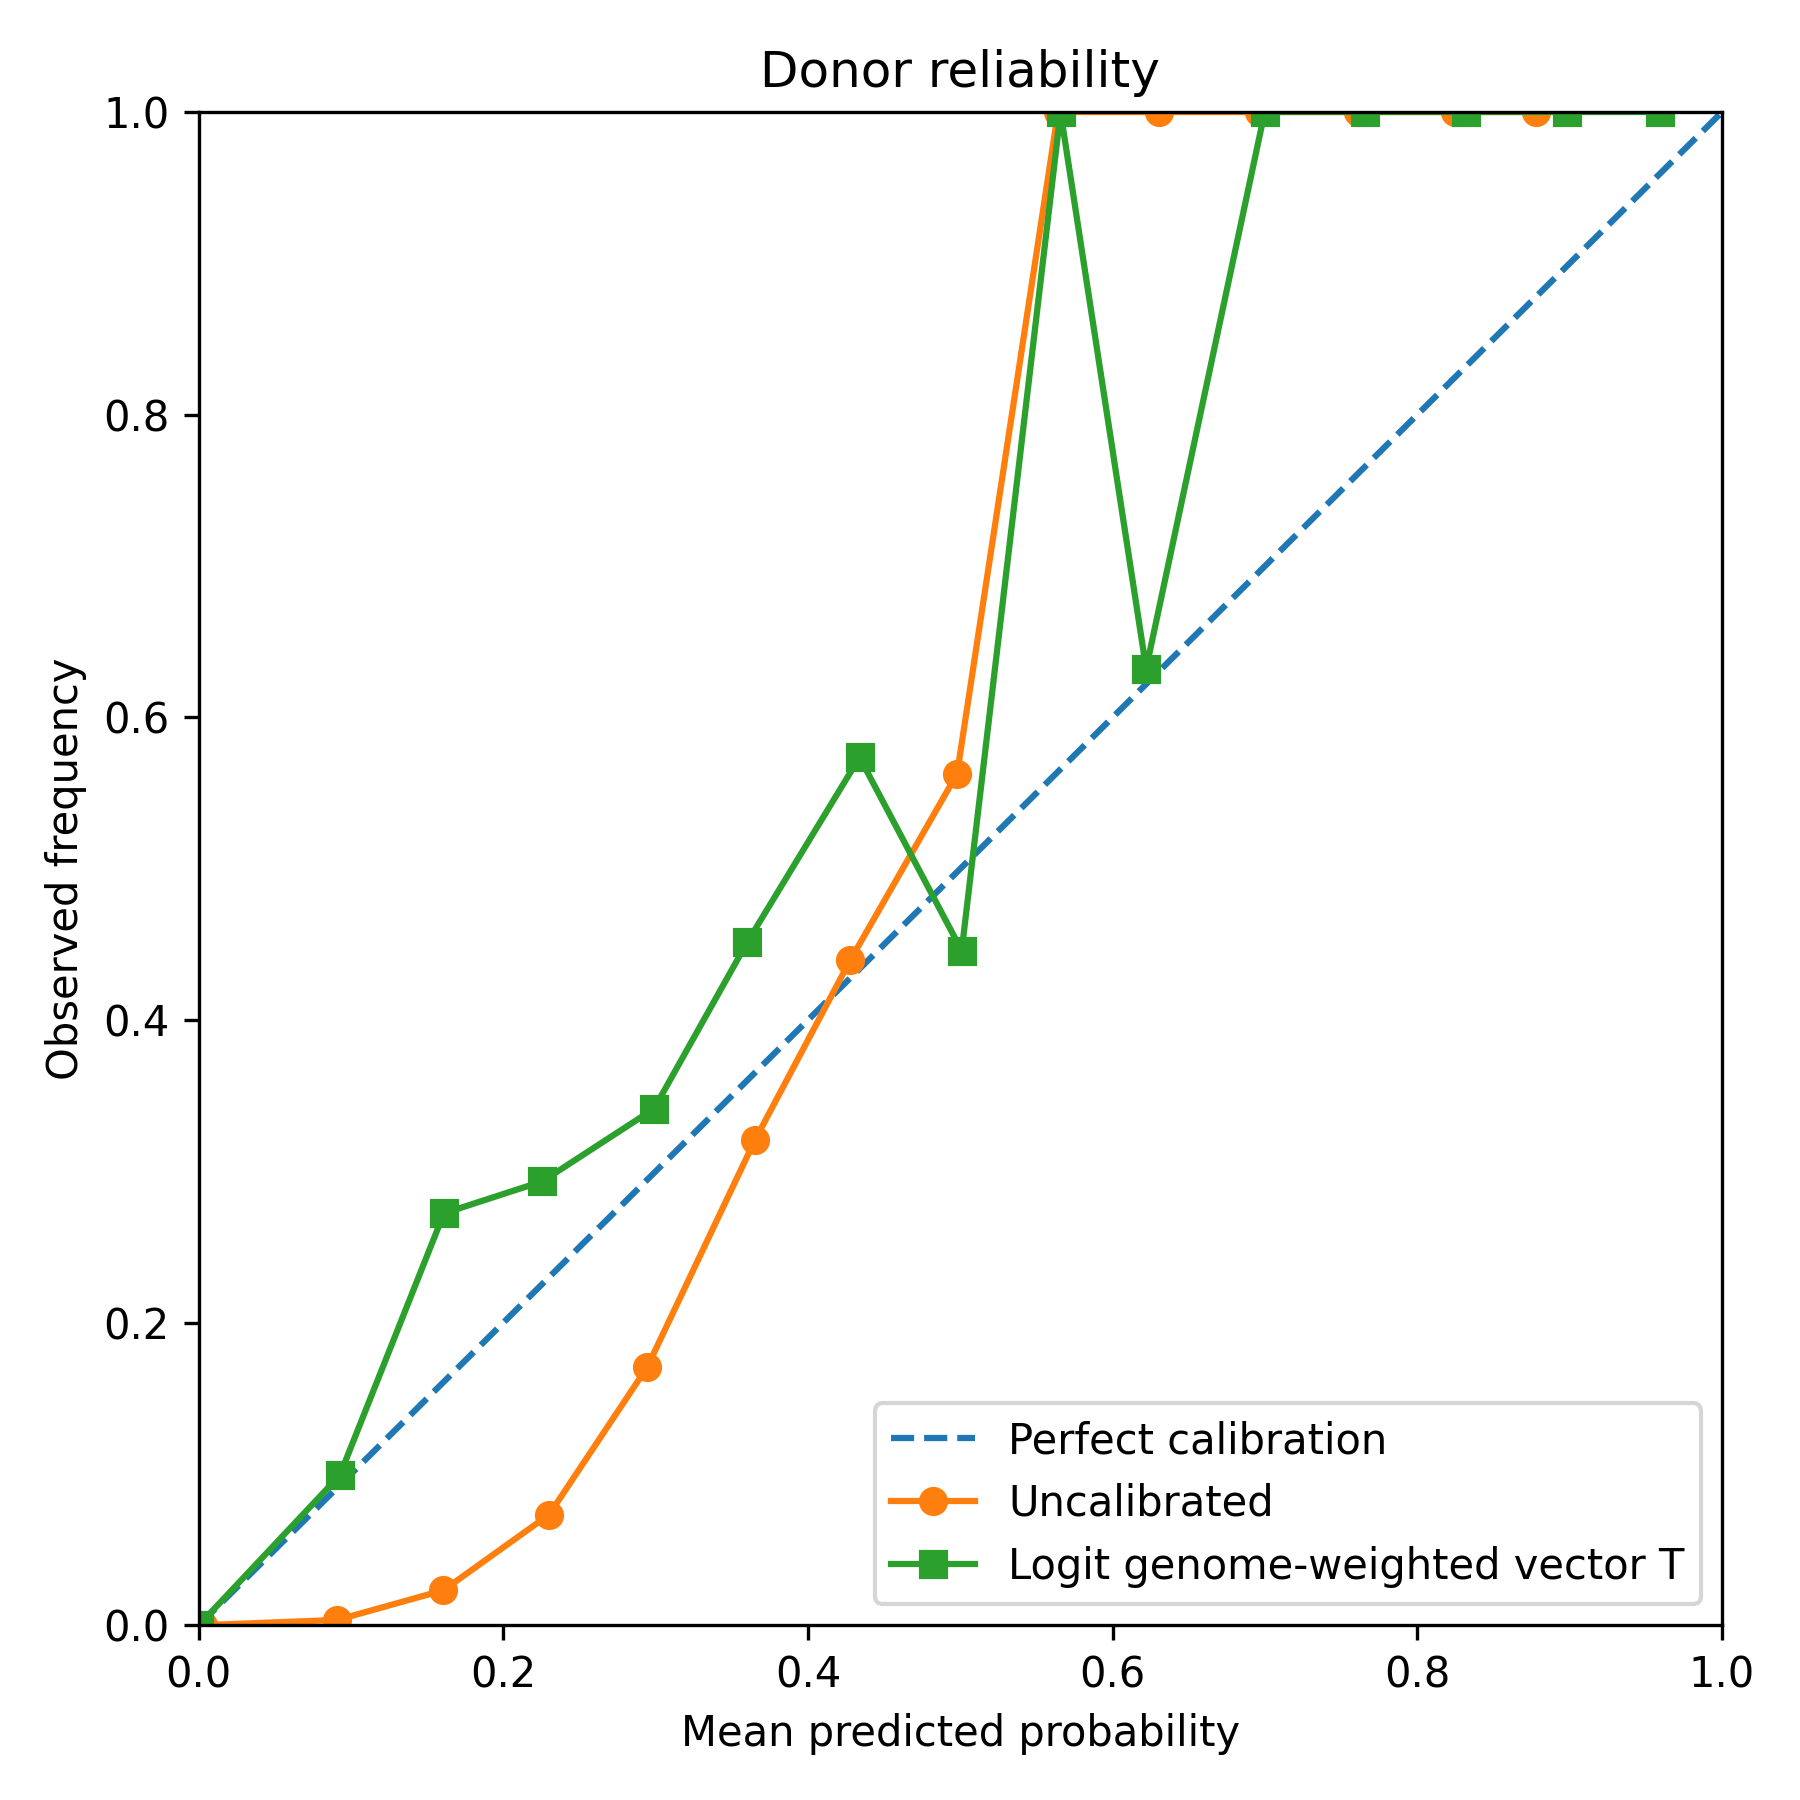 Donor reliability
1.0
0.8
0.6
0.4
0.2
0.0
Observed frequency
Perfect calibration
Uncalibrated
Logit genome-weighted vector T
0.0 0.2 0.4 0.6 0.8 1.0
Mean predicted probability